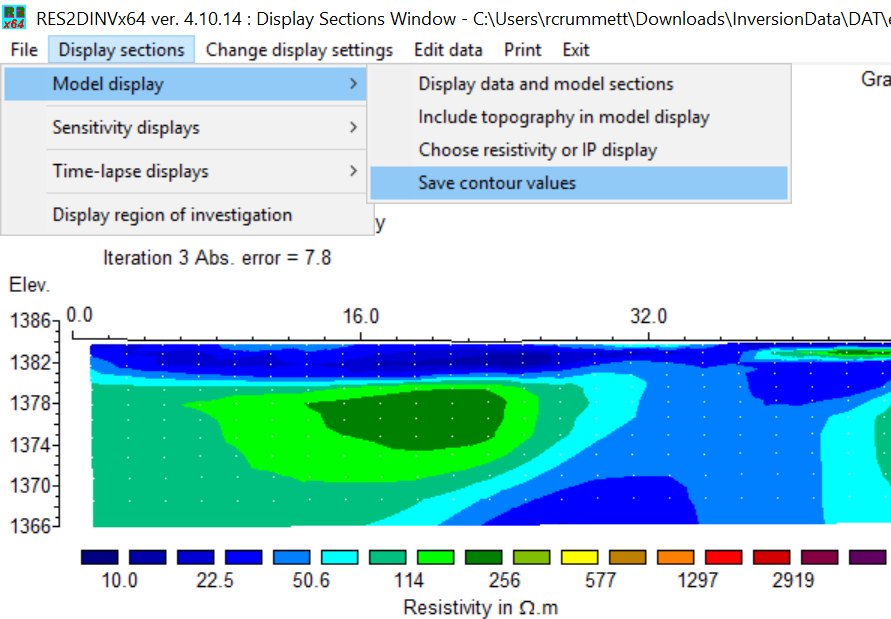 RES2DINVx64 ver. 4.10.14 : Display Sections Window - C:\Users\rcrummett\Downloads\InversionData\DAT\
File Display sections Change display settings Edit data Print Exit
Model display > Display data and model sections Gra
Include topography in model display
Sensitivity displays >
Choose resistivity or IP display
Time-lapse displays >
Save contour values
Display region of investigation
y
Iteration 3 Abs. error = 7.8
Elev.
0.0 16.0 32.0
1386
1382
1378
1374
1370
1366
10.0 22.5 50.6 114 256 577 1297 2919
Resistivity in Ω.m